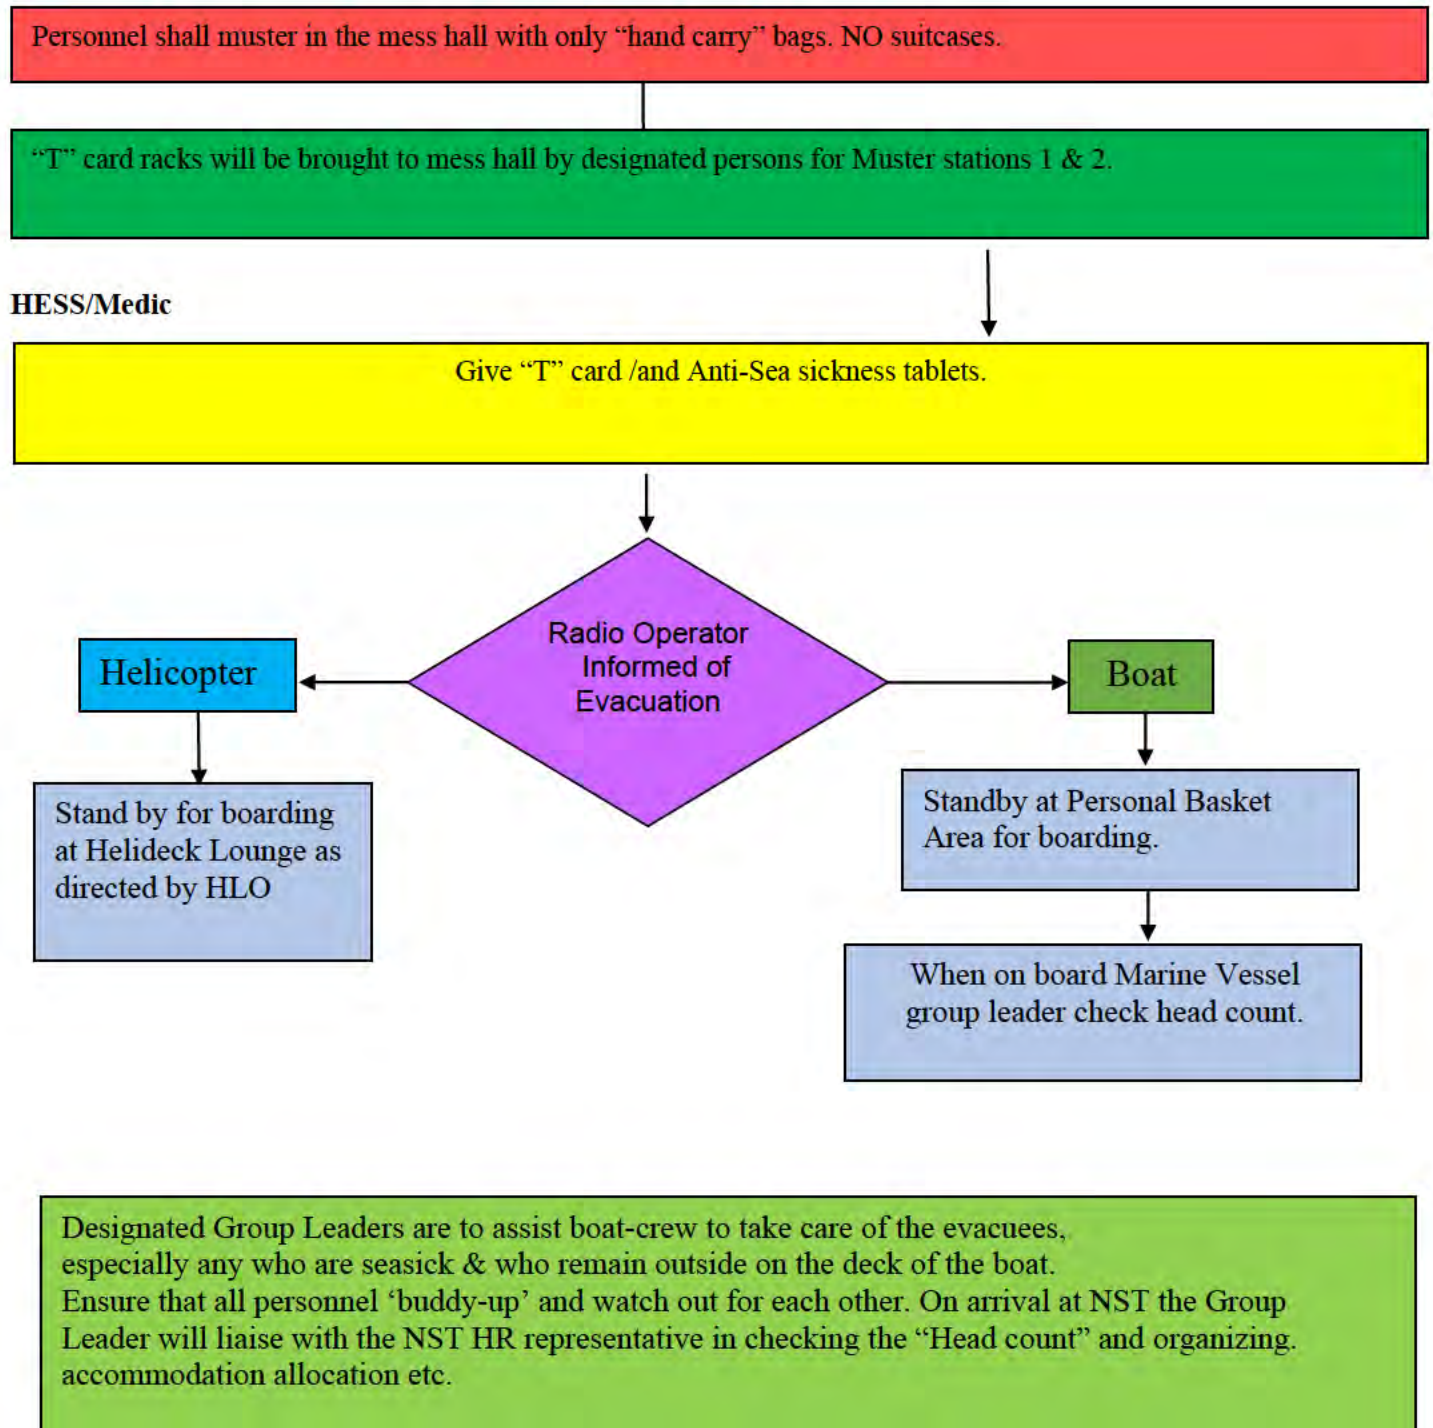 Personnel shall muster in the mess hall with only “hand carry” bags. NO suitcases.
“T” card racks will be brought to mess hall by designated persons for Muster stations 1 & 2.
HESS/Medic
Give “T” card /and Anti-Sea sickness tablets.
Radio Operator
Informed of
Evacuation
Helicopter
Boat
Stand by for boarding
at Helideck Lounge as
directed by HLO
Standby at Personal Basket
Area for boarding.
When on board Marine Vessel
group leader check head count.
Designated Group Leaders are to assist boat-crew to take care of the evacuees,
especially any who are seasick & who remain outside on the deck of the boat.
Ensure that all personnel ‘buddy-up’ and watch out for each other. On arrival at NST the Group
Leader will liaise with the NST HR representative in checking the “Head count” and organizing.
accommodation allocation etc.